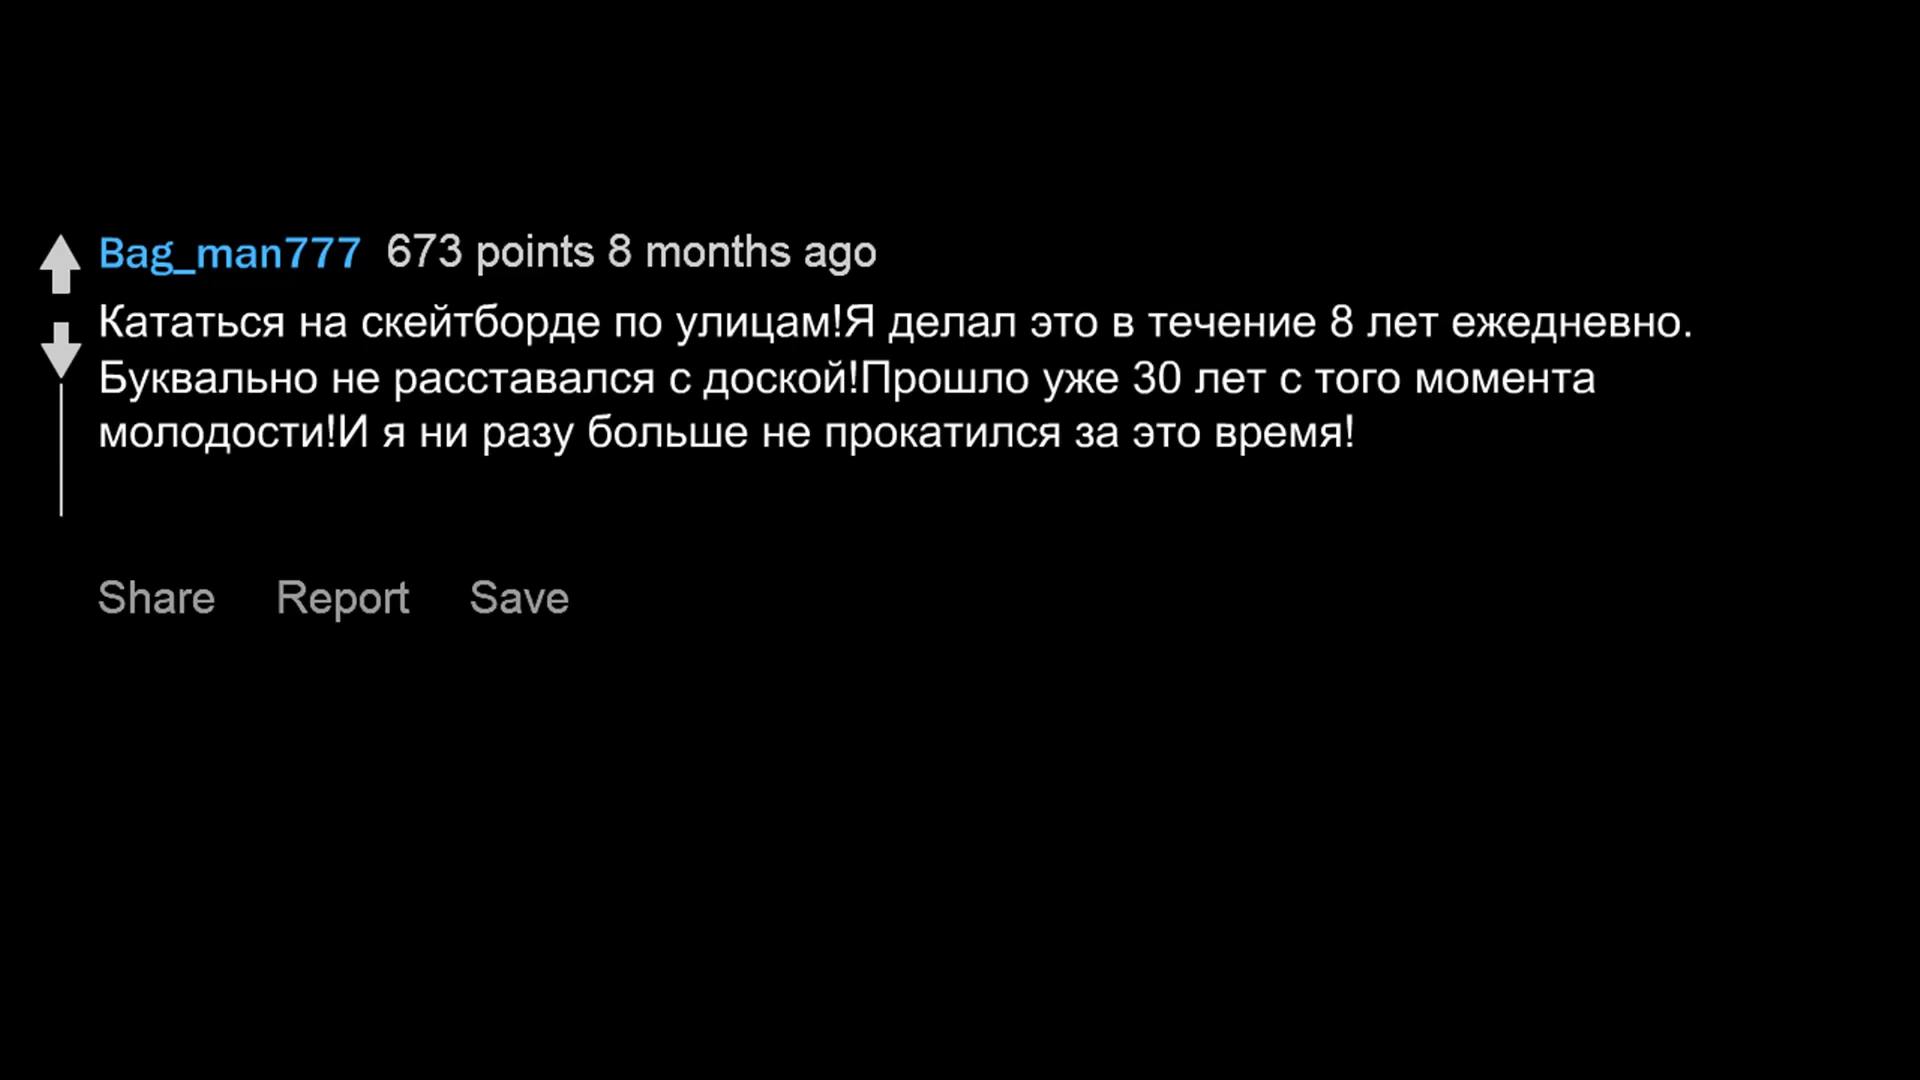 Bag_man777 673 points 8 months ago
Кататься на скейтборде по улицам!Я делал это в течение 8 лет ежедневно.
Буквально не расставался с доской!Прошло уже 30 лет с того момента
молодости!И я ни разу больше не прокатился за это время!
Share Report Save